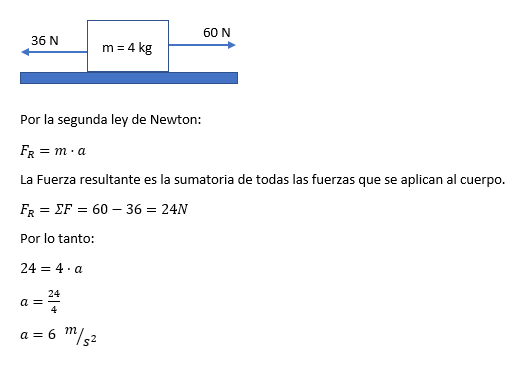 36 N
60 N
m = 4 kg
Por la segunda ley de Newton:
F_R = m · a
La Fuerza resultante es la sumatoria de todas las fuerzas que se aplican al cuerpo.
F_R = ΣF = 60 − 36 = 24N
Por lo tanto:
24 = 4 · a
a = 24/4
a = 6 m/s²